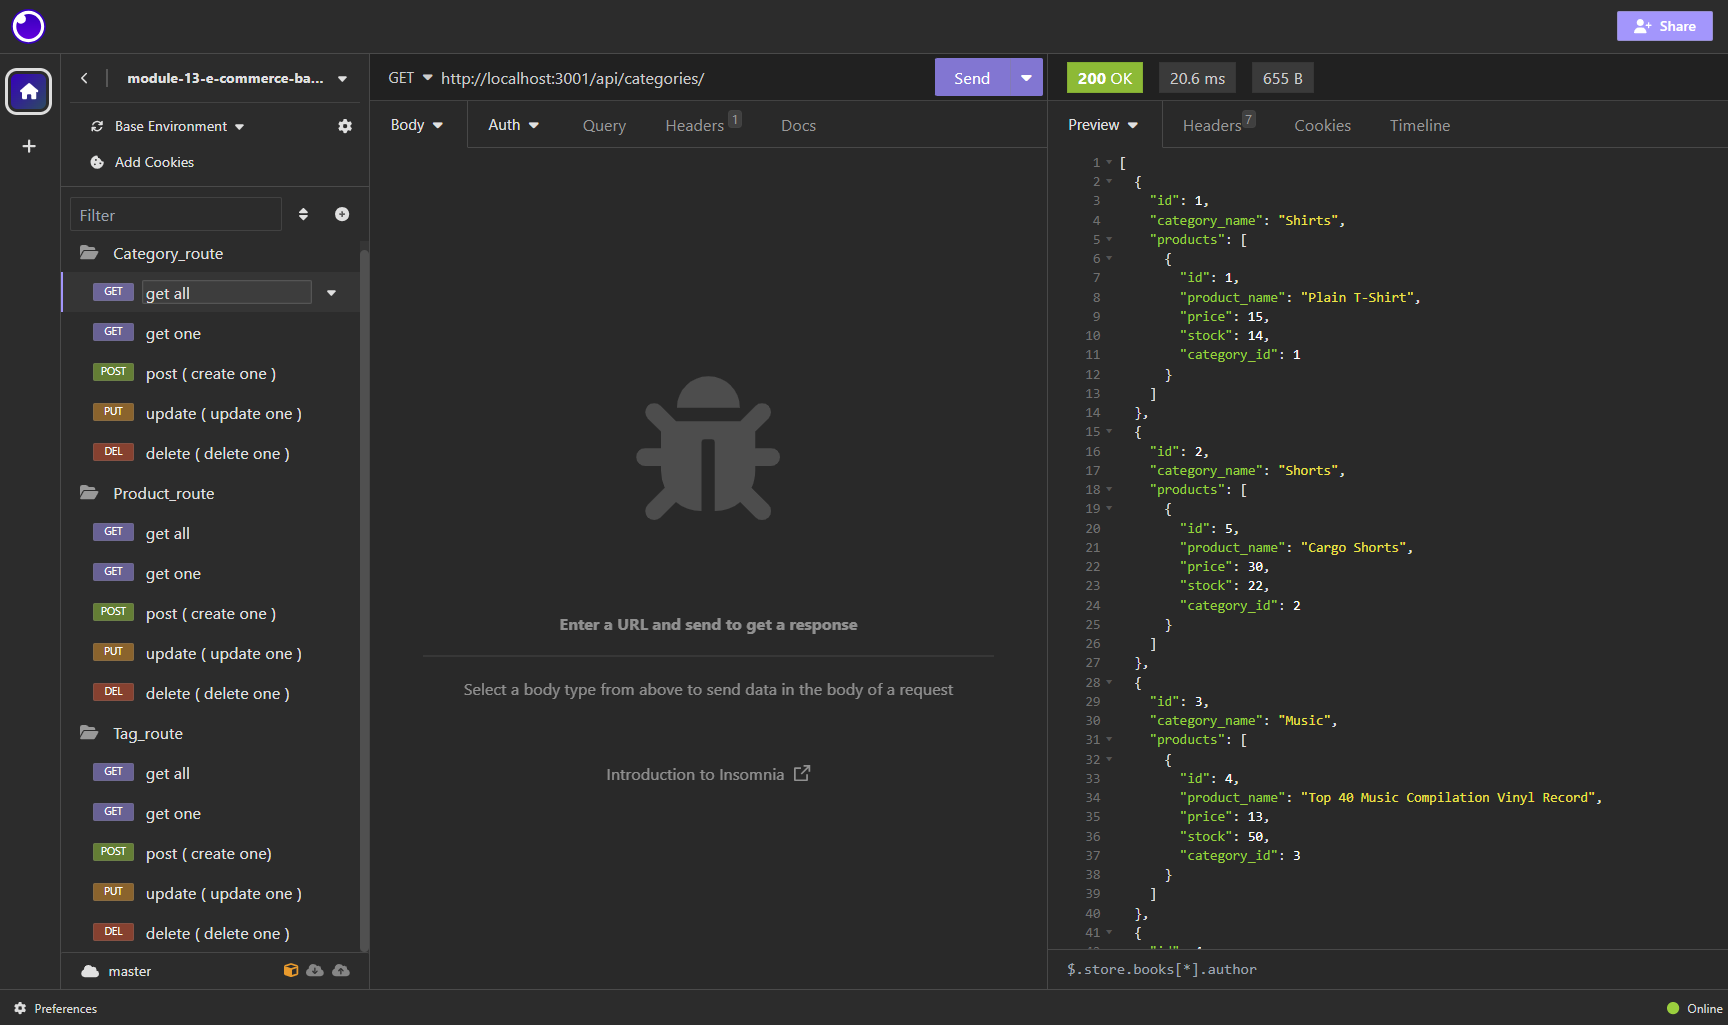 Share
module-13-e-commerce-ba...
GET http://localhost:3001/api/categories/
Send
200 OK 20.6 ms 655 B
Base Environment
Add Cookies
Body Auth Query Headers 1 Docs
Preview Headers 7 Cookies Timeline
Filter
Category_route
GET get all
GET get one
POST post ( create one )
PUT update ( update one )
DEL delete ( delete one )
Product_route
GET get all
GET get one
POST post ( create one )
PUT update ( update one )
DEL delete ( delete one )
Tag_route
GET get all
GET get one
POST post ( create one)
PUT update ( update one )
DEL delete ( delete one )
master
Enter a URL and send to get a response
Select a body type from above to send data in the body of a request
Introduction to Insomnia
1 [
2 {
3 "id": 1,
4 "category_name": "Shirts",
5 "products": [
6 {
7 "id": 1,
8 "product_name": "Plain T-Shirt",
9 "price": 15,
10 "stock": 14,
11 "category_id": 1
12 }
13 ]
14 },
15 {
16 "id": 2,
17 "category_name": "Shorts",
18 "products": [
19 {
20 "id": 5,
21 "product_name": "Cargo Shorts",
22 "price": 30,
23 "stock": 22,
24 "category_id": 2
25 }
26 ]
27 },
28 {
29 "id": 3,
30 "category_name": "Music",
31 "products": [
32 {
33 "id": 4,
34 "product_name": "Top 40 Music Compilation Vinyl Record",
35 "price": 13,
36 "stock": 50,
37 "category_id": 3
38 }
39 ]
40 },
41 {
$.store.books[*].author
Preferences
Online